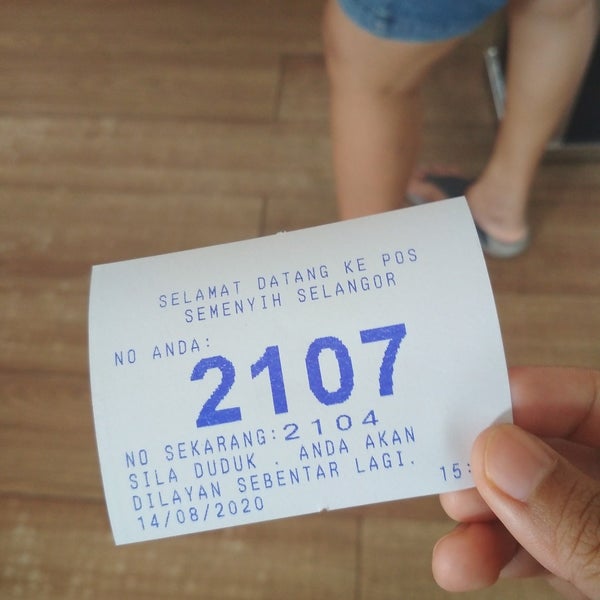 SELAMAT DATANG KE POS
SEMENYIH SELANGOR
NO ANDA:
2107
NO SEKARANG:2104
SILA DUDUK . ANDA AKAN
DILAYAN SEBENTAR LAGI.
14/08/2020 15: